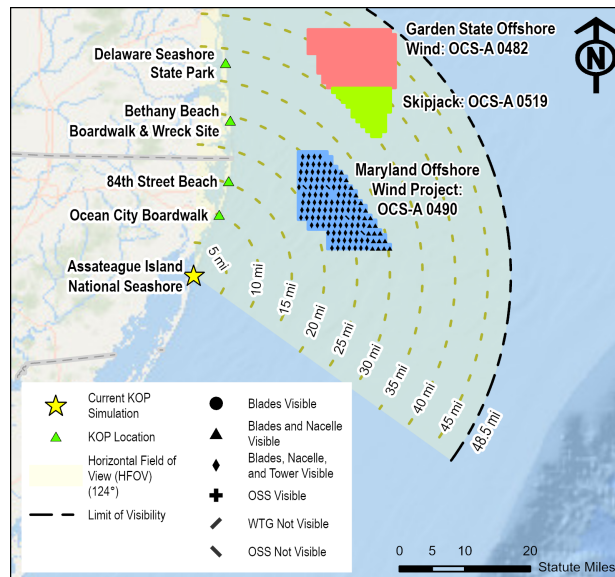 Garden State Offshore
Wind: OCS-A 0482
N
Delaware Seashore
State Park
Skipjack: OCS-A 0519
Bethany Beach
Boardwalk & Wreck Site
Maryland Offshore
Wind Project:
OCS-A 0490
84th Street Beach
Ocean City Boardwalk
Assateague Island
National Seashore
5 mi
10 mi
15 mi
20 mi
25 mi
30 mi
35 mi
40 mi
45 mi
48.5 mi
Current KOP
Simulation
KOP Location
Horizontal Field of
View (HFOV)
(124°)
Limit of Visibility
Blades Visible
Blades and Nacelle
Visible
Blades, Nacelle,
and Tower Visible
OSS Visible
WTG Not Visible
OSS Not Visible
0 5 10 20
Statute Miles